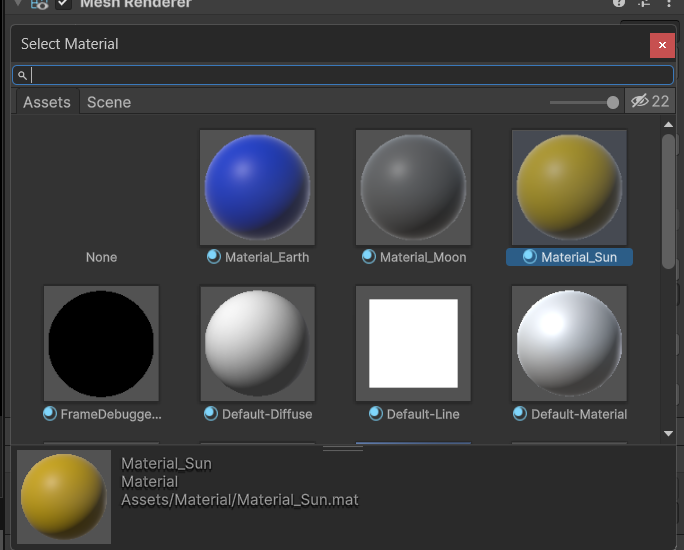 Mesh Renderer
Select Material
Assets Scene 22
None Material_Earth Material_Moon Material_Sun
FrameDebugge... Default-Diffuse Default-Line Default-Material
Material_Sun
Material
Assets/Material/Material_Sun.mat